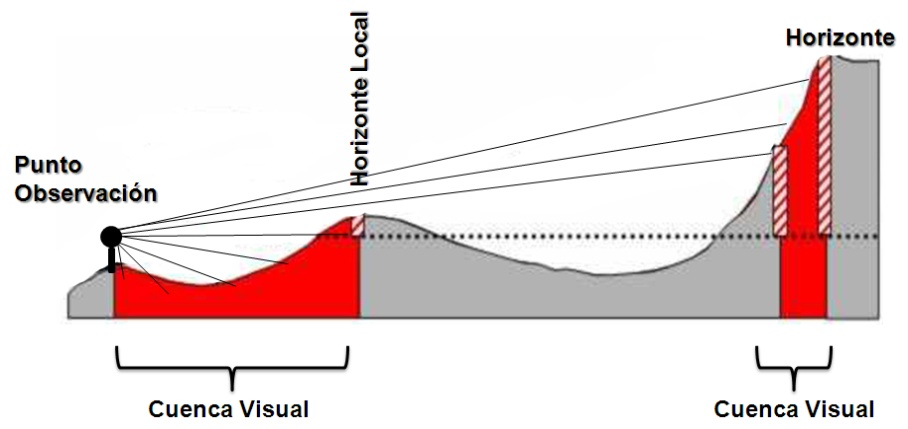 Horizonte
Horizonte Local
Punto
Observación
Cuenca Visual
Cuenca Visual